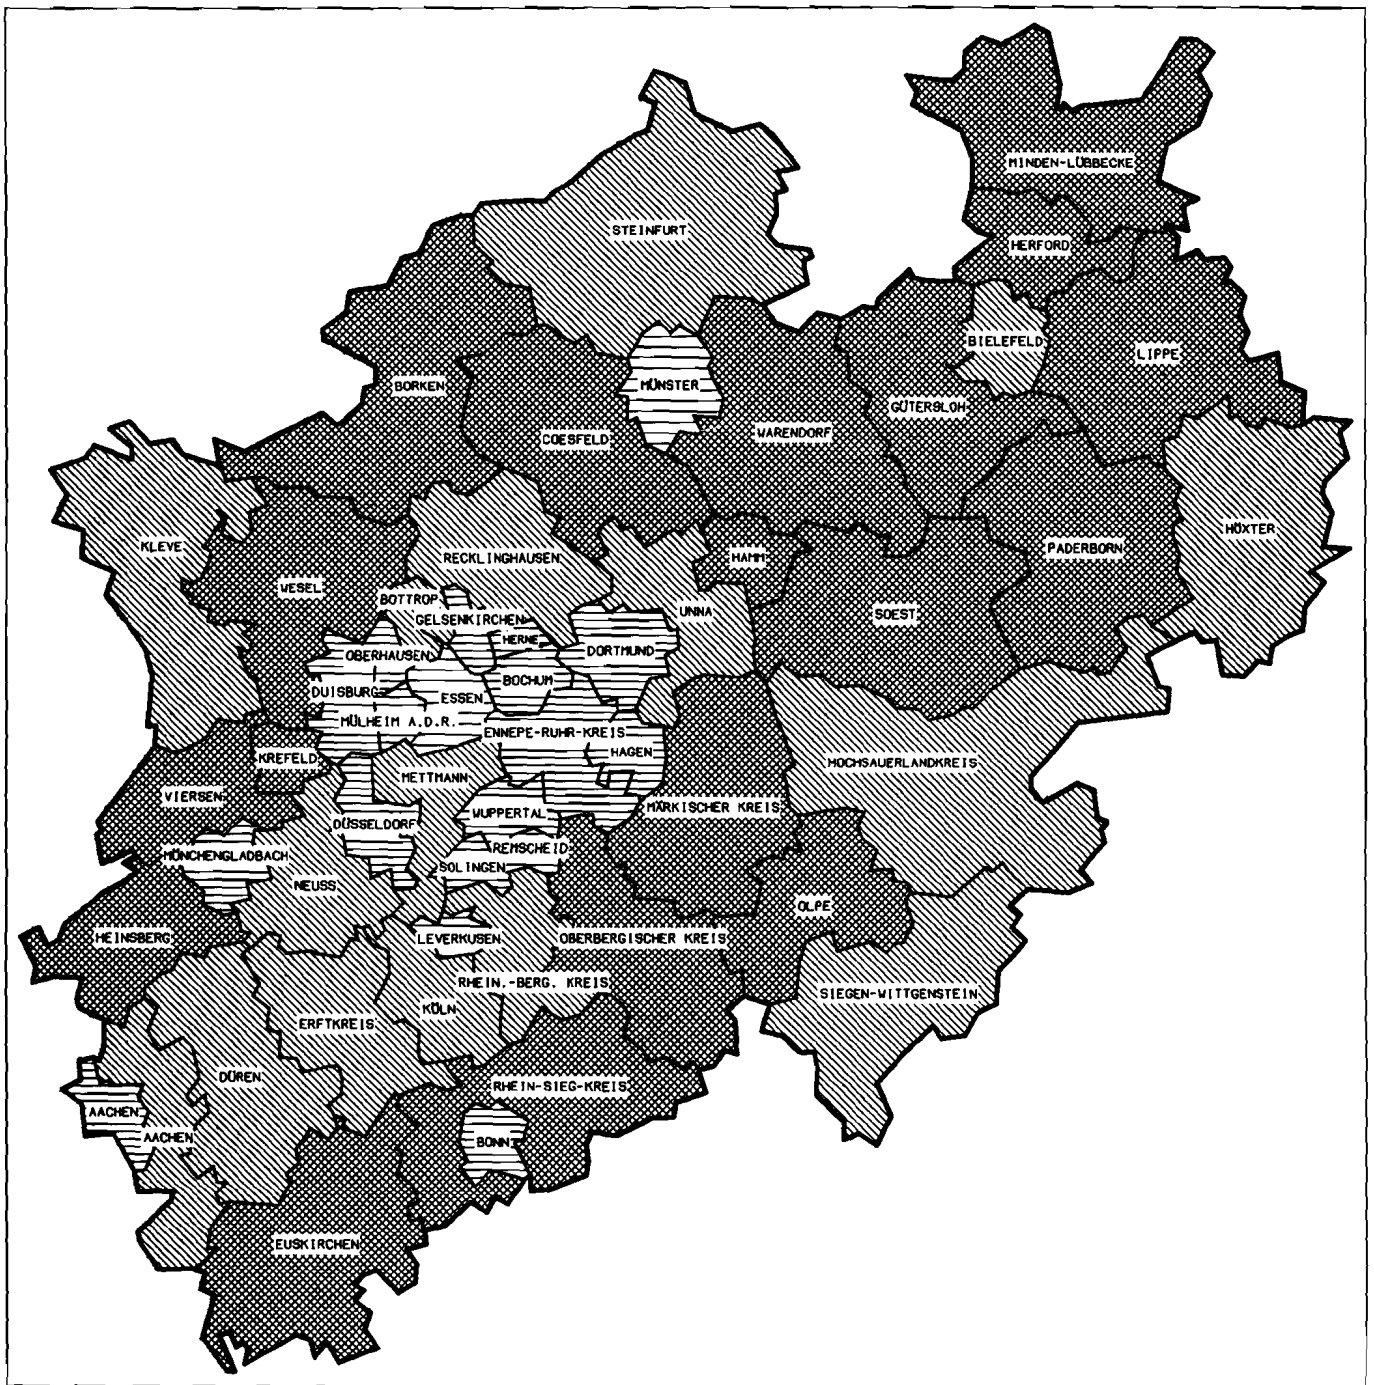 MINDEN-LÜBBECKE
STEINFURT
HERFORD
BIELEFELD
LIPPE
BORKEN
MÜNSTER
GÜTERSLOH
COESFELD
WARENDORF
HÖXTER
KLEVE
RECKLINGHAUSEN
HAMM
PADERBORN
WESEL
BOTTROP
UNNA
SOEST
GELSENKIRCHEN
HERNE
OBERHAUSEN
DORTMUND
DUISBURG
ESSEN
BOCHUM
MÜLHEIM A.D.R.
ENNEPE-RUHR-KREIS
KREFELD
HAGEN
HOCHSAUERLANDKREIS
METTMANN
VIERSEN
MÄRKISCHER KREIS
DÜSSELDORF
WUPPERTAL
MÖNCHENGLADBACH
REMSCHEID
SOLINGEN
NEUSS
OLPE
HEINSBERG
LEVERKUSEN
OBERBERGISCHER KREIS
RHEIN.-BERG. KREIS
SIEGEN-WITTGENSTEIN
KÖLN
ERFTKREIS
DÜREN
RHEIN-SIEG-KREIS
AACHEN
AACHEN
BONN
EUSKIRCHEN